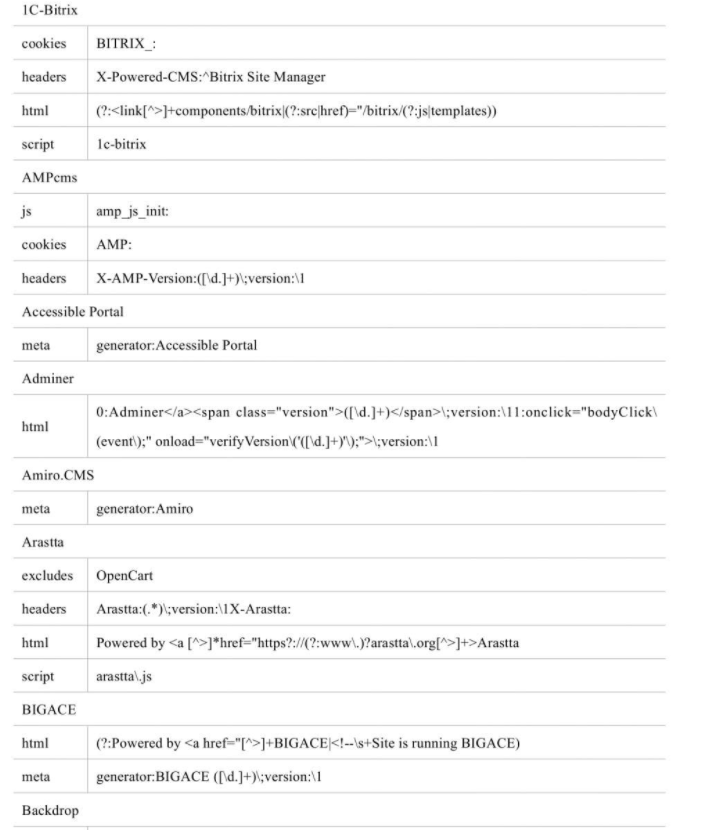 1C-Bitrix
cookies BITRIX_:
headers X-Powered-CMS:^Bitrix Site Manager
html (?:<link[^>]+components/bitrix|(?:src|href)="/bitrix/(?:js|templates))
script 1c-bitrix
AMPcms
js amp_js_init:
cookies AMP:
headers X-AMP-Version:([\d.]+)\;version:\1
Accessible Portal
meta generator:Accessible Portal
Adminer
html 0:Adminer</a><span class="version">([\d.]+)</span>\;version:\11:onclick="bodyClick\
(event\);" onload="verifyVersion\('([\d.]+)'\);">\;version:\1
Amiro.CMS
meta generator:Amiro
Arastta
excludes OpenCart
headers Arastta:(.*)\;version:\1X-Arastta:
html Powered by <a [^>]*href="https?://(?:www\.)?arastta\.org[^>]+>Arastta
script arastta\.js
BIGACE
html (?:Powered by <a href="[^>]+BIGACE|<!--\s+Site is running BIGACE)
meta generator:BIGACE ([\d.]+)\;version:\1
Backdrop